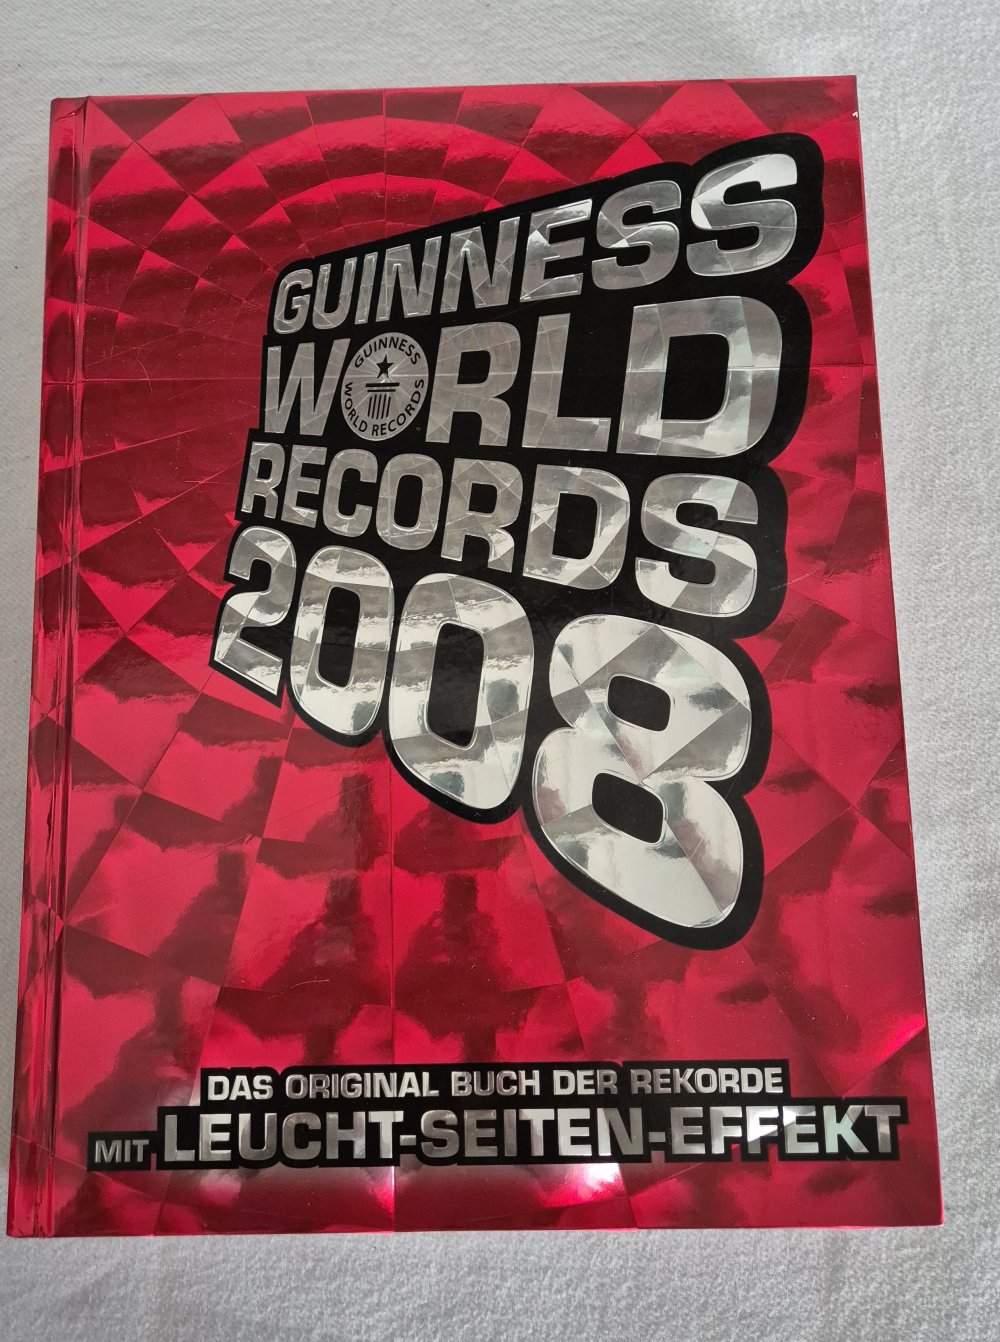 GUINNESS
WORLD
GUINNESS
WORLD RECORDS
RECORDS
2008
DAS ORIGINAL BUCH DER REKORDE
MIT LEUCHT-SEITEN-EFFEKT